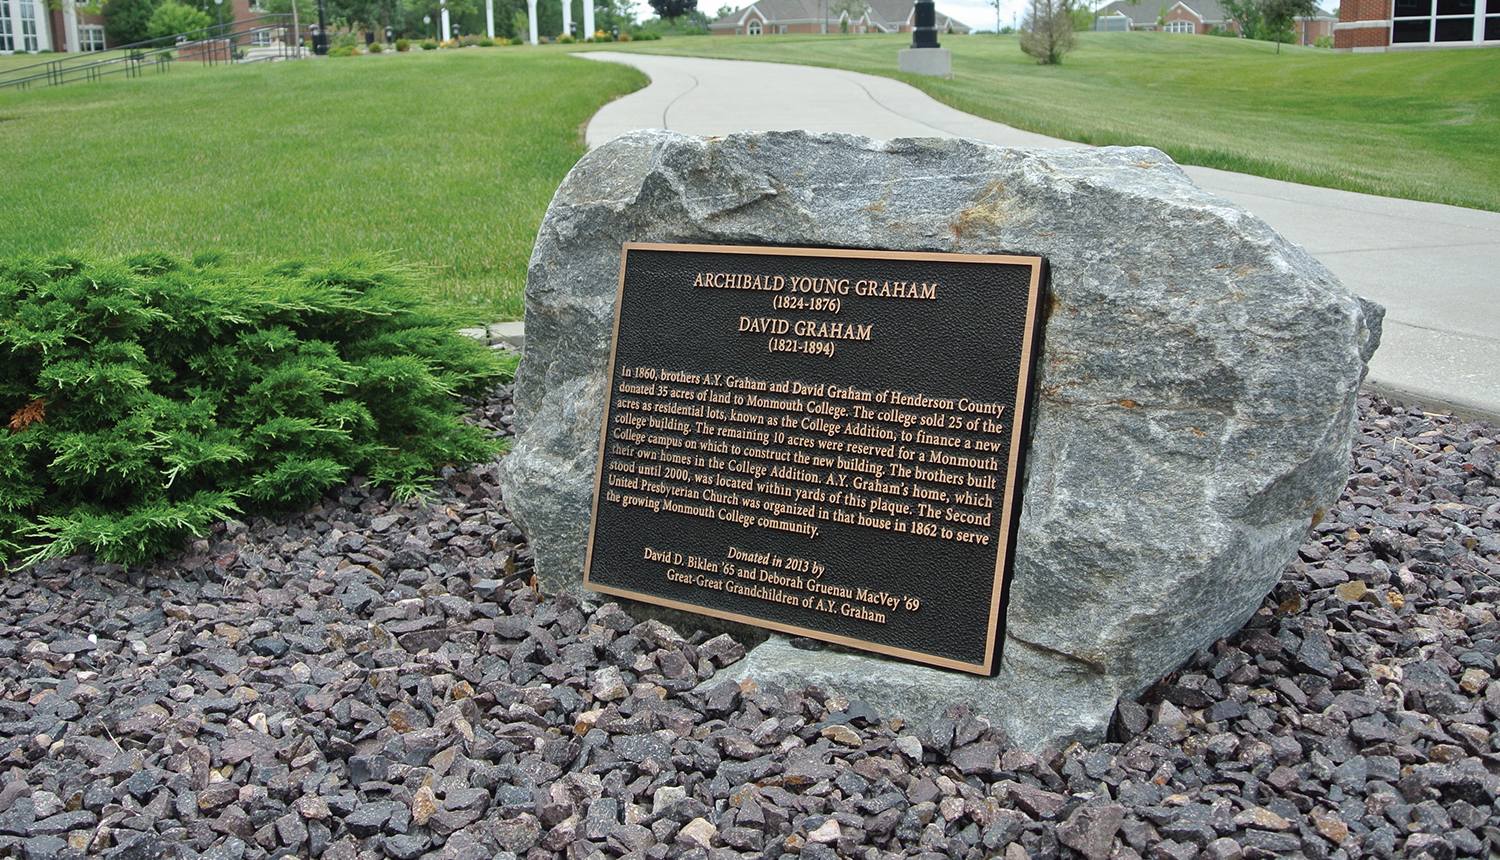 ARCHIBALD YOUNG GRAHAM
(1824-1876)
DAVID GRAHAM
(1821-1894)
In 1860, brothers A.Y. Graham and David Graham of Henderson County
donated 35 acres of land to Monmouth College. The college sold 25 of the
acres as residential lots, known as the College Addition, to finance a new
college building. The remaining 10 acres were reserved for a Monmouth
College campus on which to construct the new building. The brothers built
their own homes in the College Addition. A.Y. Graham's home, which
stood until 2000, was located within yards of this plaque. The Second
United Presbyterian Church was organized in that house in 1862 to serve
the growing Monmouth College community.
Donated in 2013 by
David D. Biklen '65 and Deborah Gruenau MacVey '69
Great-Great Grandchildren of A.Y. Graham